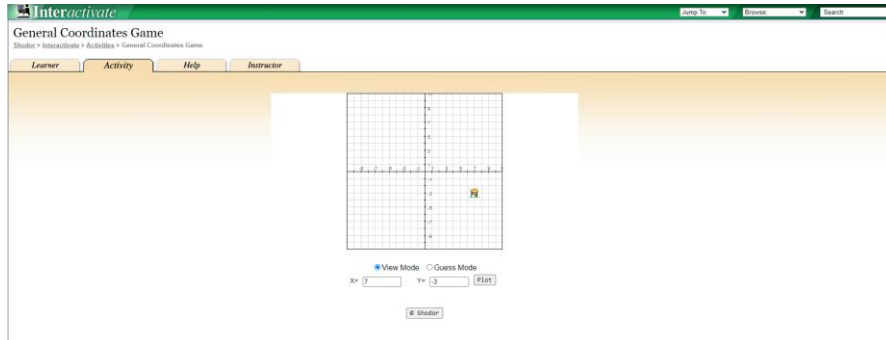 Interactivate
Jump To Browse Search
General Coordinates Game
Shodor > Interactivate > Activities > General Coordinates Game
Learner Activity Help Instructor
View Mode Guess Mode
X= 7 Y= -3 Plot
© Shodor